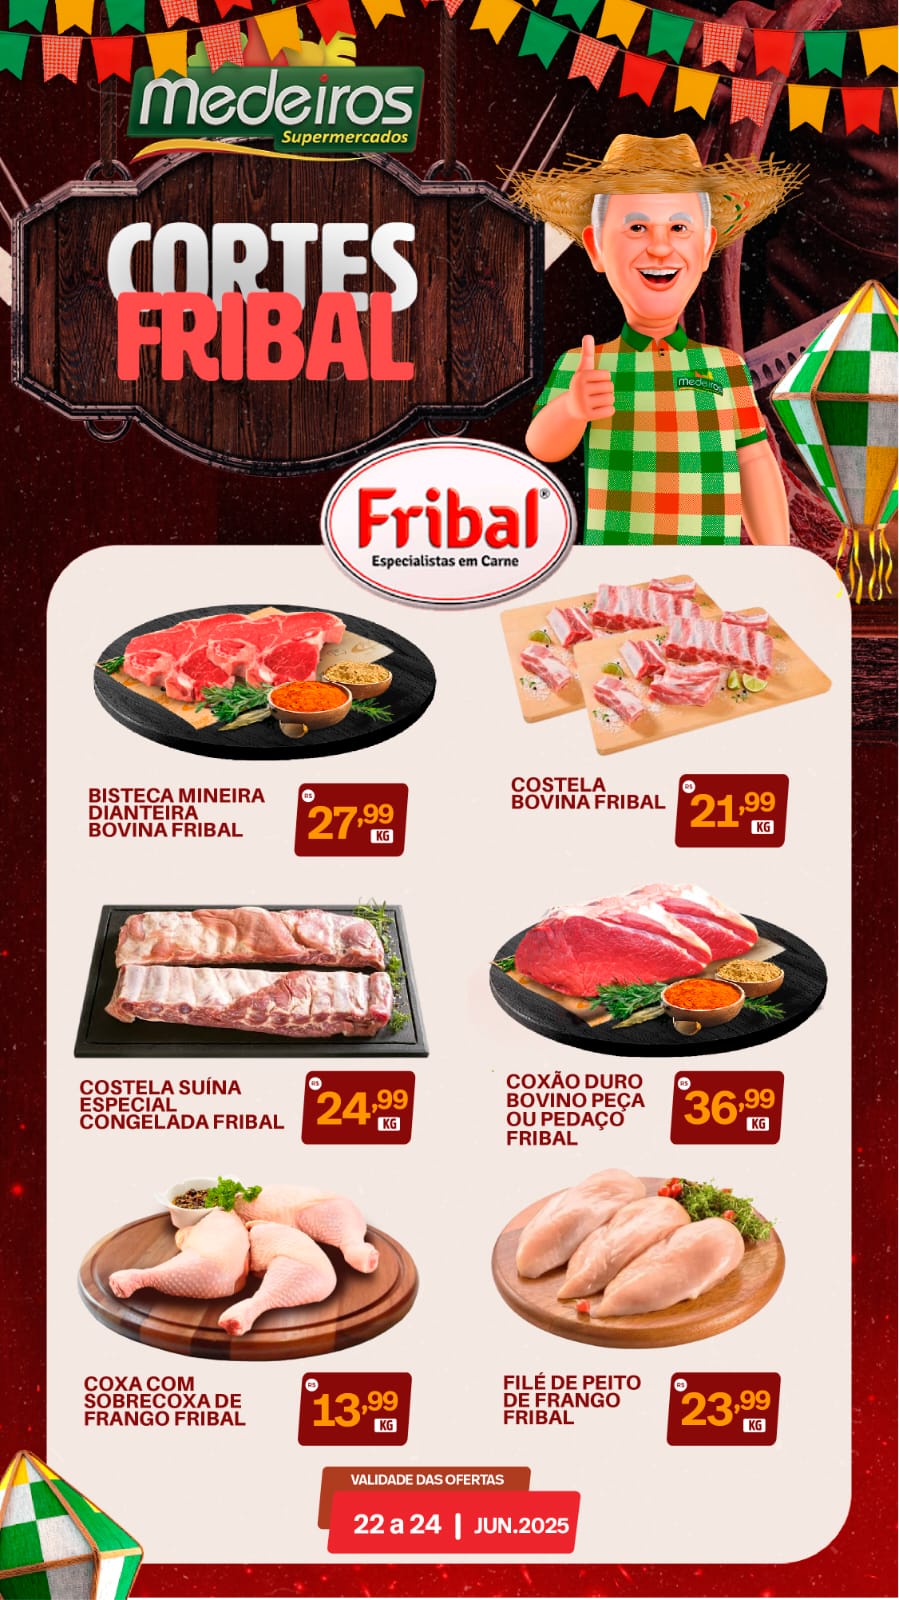 Medeiros
Supermercados
CORTES
FRIBAL
Medeiros
Fribal®
Especialistas em Carne
BISTECA MINEIRA
DIANTEIRA
BOVINA FRIBAL
R$
27,99
KG
COSTELA
BOVINA FRIBAL
R$
21,99
KG
COSTELA SUÍNA
ESPECIAL
CONGELADA FRIBAL
R$
24,99
KG
COXÃO DURO
BOVINO PEÇA
OU PEDAÇO
FRIBAL
R$
36,99
KG
COXA COM
SOBRECOXA DE
FRANGO FRIBAL
R$
13,99
KG
FILÉ DE PEITO
DE FRANGO
FRIBAL
R$
23,99
KG
VALIDADE DAS OFERTAS
22 a 24 | JUN.2025